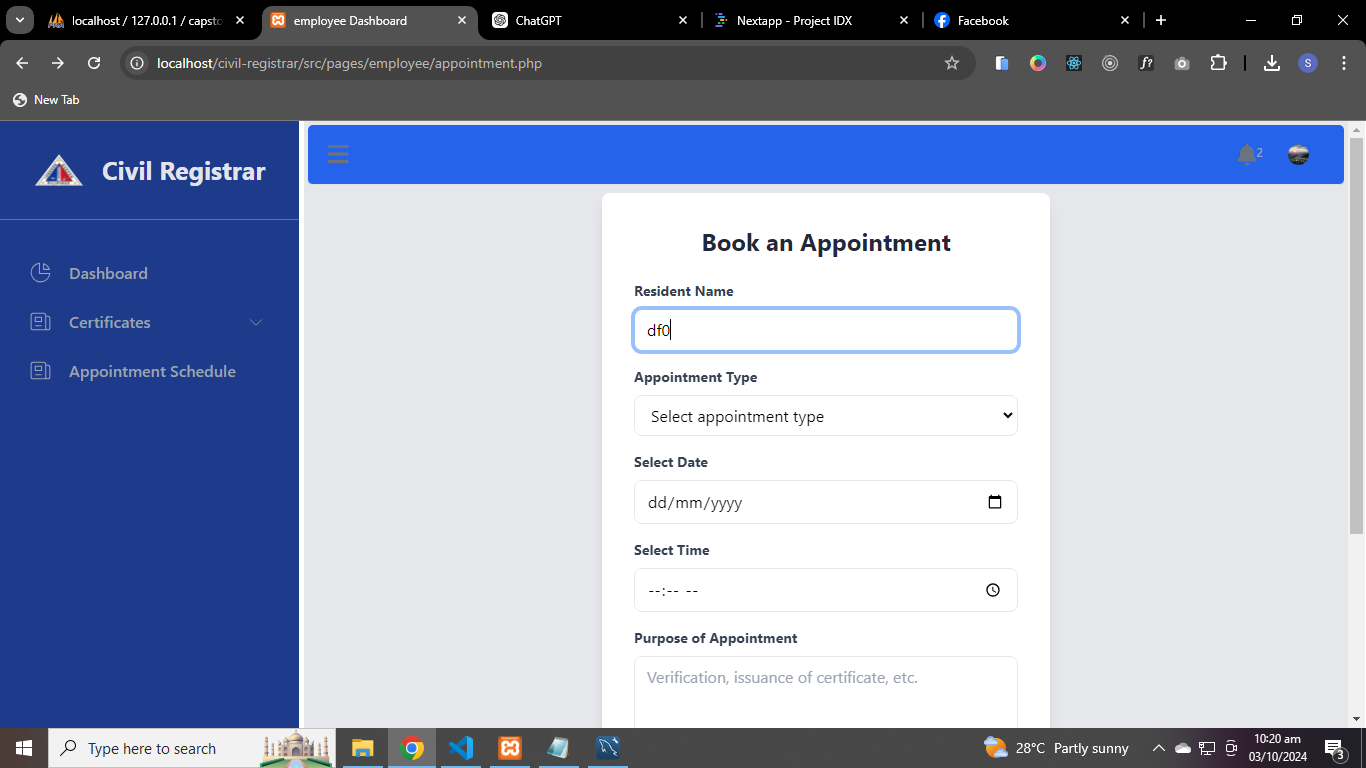 localhost / 127.0.0.1 / capsto
employee Dashboard
ChatGPT
Nextapp - Project IDX
Facebook
localhost/civil-registrar/src/pages/employee/appointment.php
f?
S
New Tab
Civil Registrar
2
Dashboard
Certificates
Appointment Schedule
Book an Appointment
Resident Name
df0
Appointment Type
Select appointment type
Select Date
dd/mm/yyyy
Select Time
--:-- --
Purpose of Appointment
Verification, issuance of certificate, etc.
Type here to search
28°C Partly sunny
10:20 am
03/10/2024
3